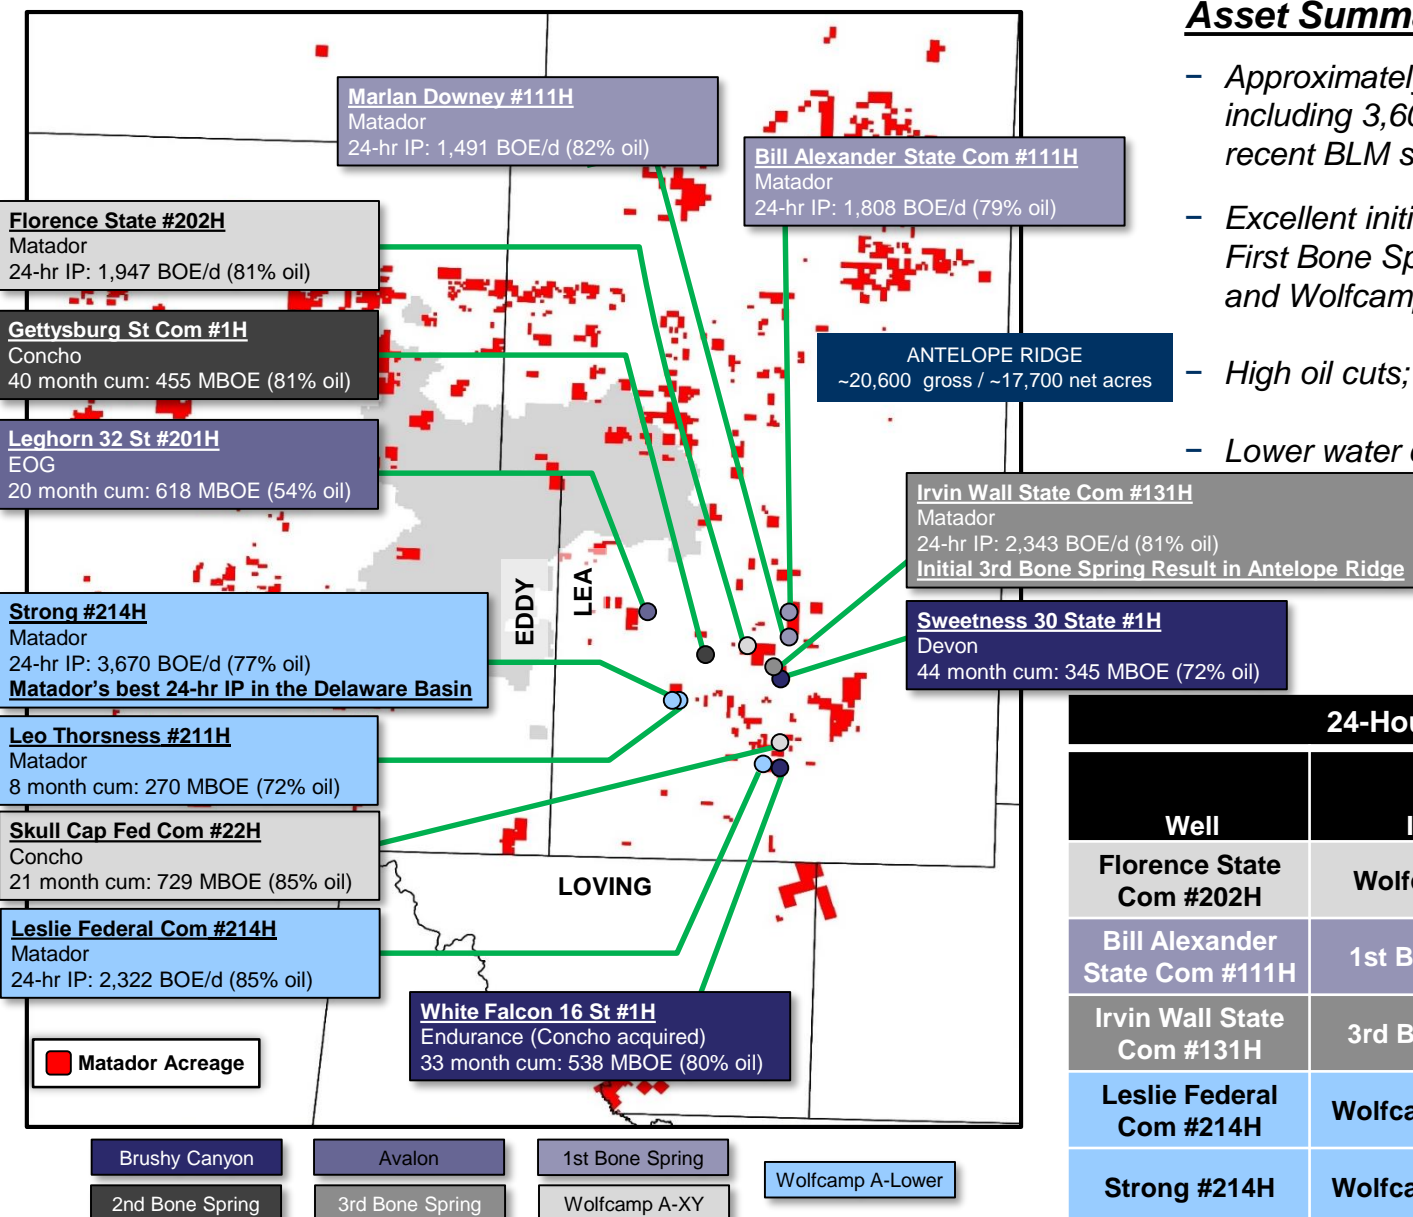 Asset Summ
– Approximately
including 3,60
recent BLM s
– Excellent initi
First Bone Sp
and Wolfcamp
– High oil cuts;
– Lower water
Marlan Downey #111H
Matador
24-hr IP: 1,491 BOE/d (82% oil)
Bill Alexander State Com #111H
Matador
24-hr IP: 1,808 BOE/d (79% oil)
Florence State #202H
Matador
24-hr IP: 1,947 BOE/d (81% oil)
Gettysburg St Com #1H
Concho
40 month cum: 455 MBOE (81% oil)
ANTELOPE RIDGE
~20,600 gross / ~17,700 net acres
Leghorn 32 St #201H
EOG
20 month cum: 618 MBOE (54% oil)
Irvin Wall State Com #131H
Matador
24-hr IP: 2,343 BOE/d (81% oil)
Initial 3rd Bone Spring Result in Antelope Ridge
EDDY
LEA
Strong #214H
Matador
24-hr IP: 3,670 BOE/d (77% oil)
Matador's best 24-hr IP in the Delaware Basin
Sweetness 30 State #1H
Devon
44 month cum: 345 MBOE (72% oil)
Leo Thorsness #211H
Matador
8 month cum: 270 MBOE (72% oil)
Skull Cap Fed Com #22H
Concho
21 month cum: 729 MBOE (85% oil)
LOVING
Leslie Federal Com #214H
Matador
24-hr IP: 2,322 BOE/d (85% oil)
White Falcon 16 St #1H
Endurance (Concho acquired)
33 month cum: 538 MBOE (80% oil)
Matador Acreage
Brushy Canyon
Avalon
1st Bone Spring
Wolfcamp A-Lower
2nd Bone Spring
3rd Bone Spring
Wolfcamp A-XY
24-Hou
Well
Florence State
Com #202H
Wolf
Bill Alexander
State Com #111H
1st B
Irvin Wall State
Com #131H
3rd B
Leslie Federal
Com #214H
Wolfca
Strong #214H
Wolfca